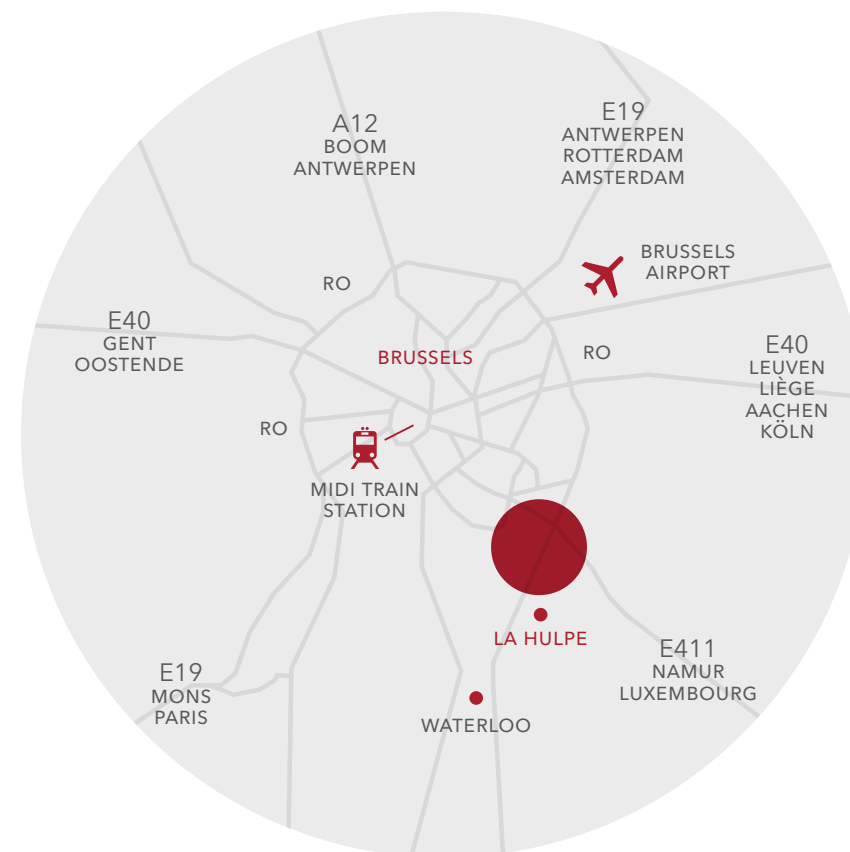 A12
BOOM
ANTWERPEN
E19
ANTWERPEN
ROTTERDAM
AMSTERDAM
BRUSSELS
AIRPORT
RO
E40
GENT
OOSTENDE
BRUSSELS
RO
E40
LEUVEN
LIÈGE
AACHEN
KÖLN
RO
MIDI TRAIN
STATION
LA HULPE
E411
NAMUR
LUXEMBOURG
E19
MONS
PARIS
WATERLOO